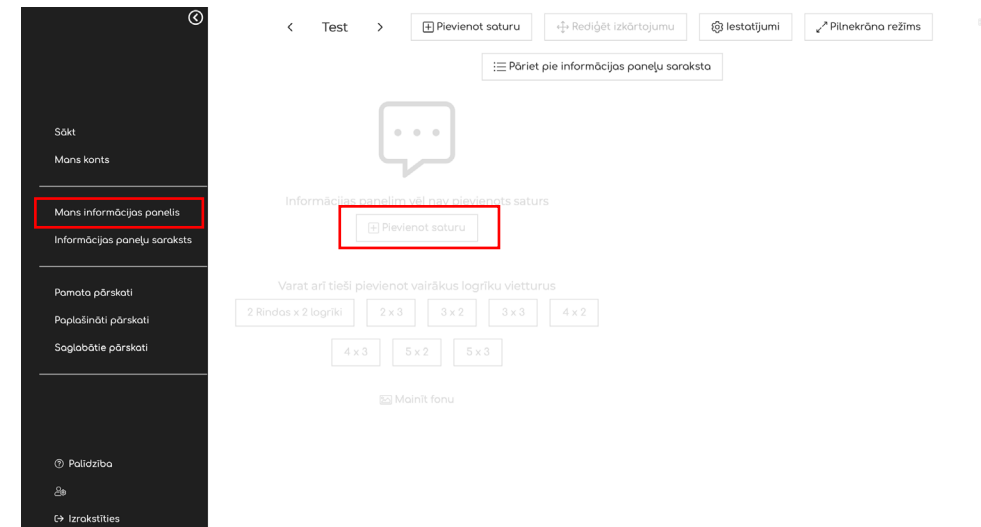 Test
Pievienot saturu
Rediģēt izkārtojumu
Iestatījumi
Pilnekrāna režīms
Pāriet pie informācijas paneļu saraksta
Sākt
Mans konts
Mans informācijas panelis
Informācijas paneļu saraksts
Pamata pārskati
Paplašināti pārskati
Saglabātie pārskati
Palīdzība
Izrakstīties
Informācijas panelim vēl nav pievienots saturs
Pievienot saturu
Varat arī tieši pievienot vairākus logrīku vietturus
2 Rindas x 2 logrīki
2 x 3
3 x 2
3 x 3
4 x 2
4 x 3
5 x 2
5 x 3
Mainīt fonu